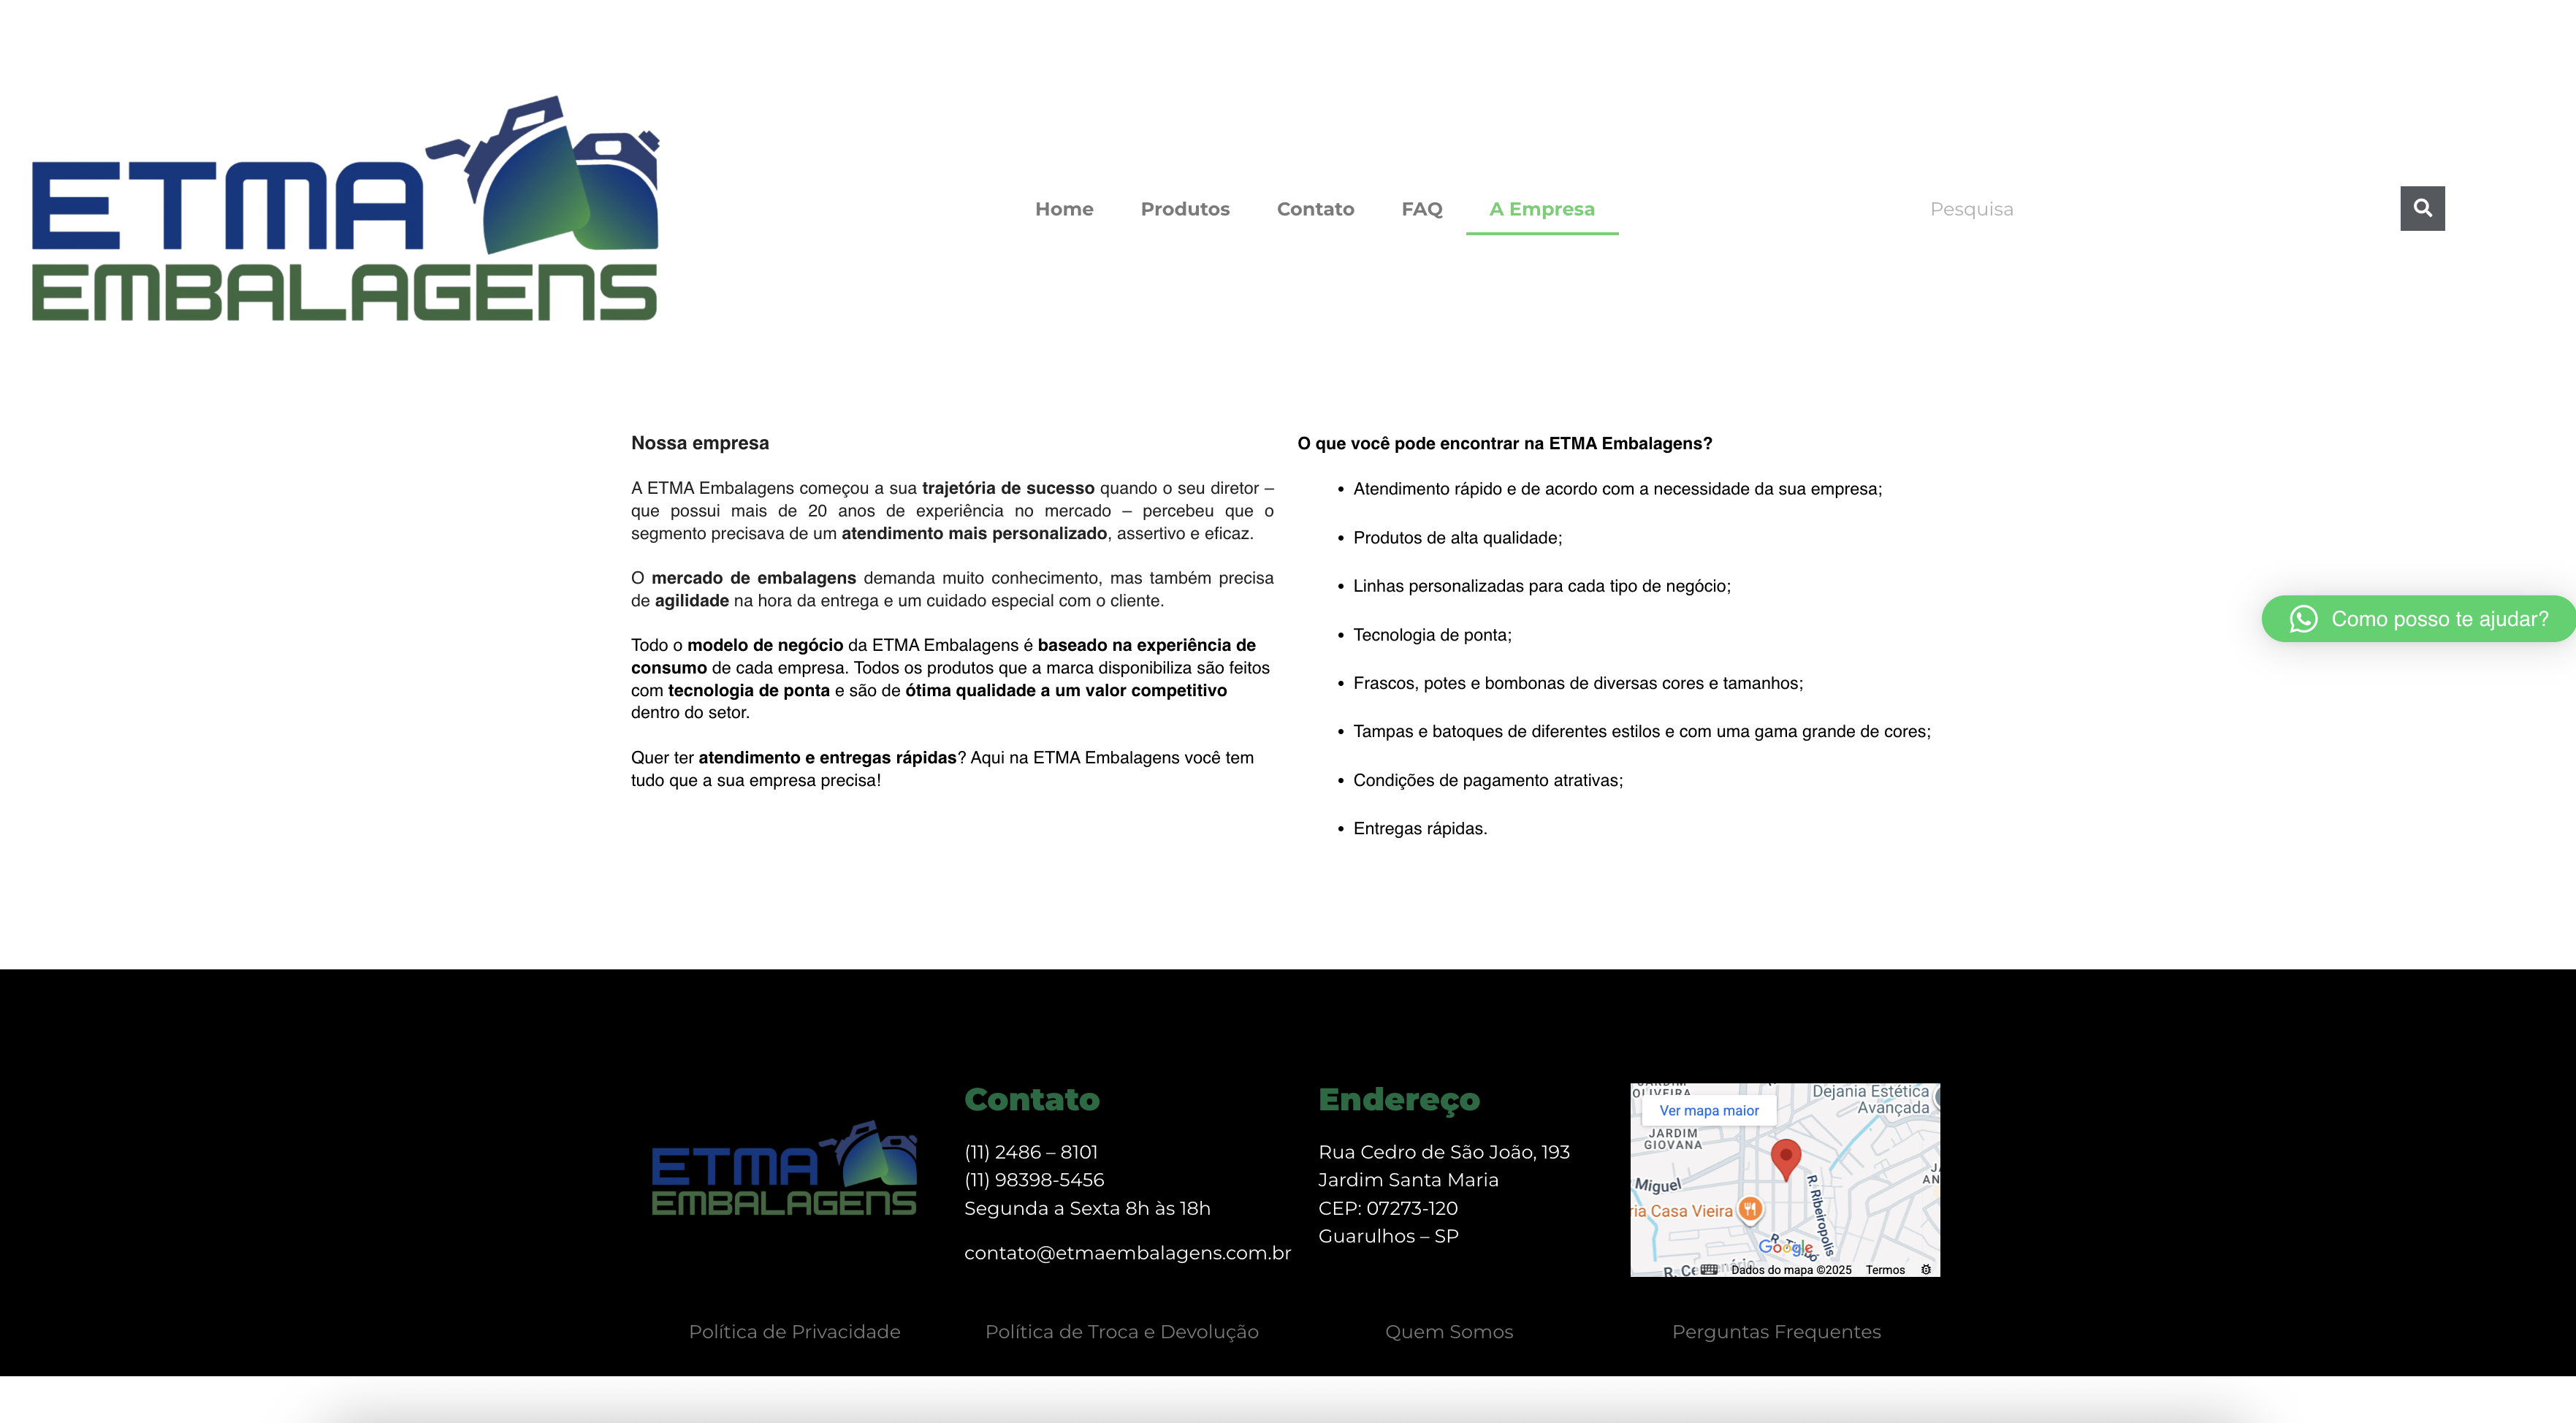 ETMA
EMBALAGENS
Home
Produtos
Contato
FAQ
A Empresa
Pesquisa
Nossa empresa
A ETMA Embalagens começou a sua trajetória de sucesso quando o seu diretor –
que possui mais de 20 anos de experiência no mercado – percebeu que o
segmento precisava de um atendimento mais personalizado, assertivo e eficaz.
O mercado de embalagens demanda muito conhecimento, mas também precisa
de agilidade na hora da entrega e um cuidado especial com o cliente.
Todo o modelo de negócio da ETMA Embalagens é baseado na experiência de
consumo de cada empresa. Todos os produtos que a marca disponibiliza são feitos
com tecnologia de ponta e são de ótima qualidade a um valor competitivo
dentro do setor.
Quer ter atendimento e entregas rápidas? Aqui na ETMA Embalagens você tem
tudo que a sua empresa precisa!
O que você pode encontrar na ETMA Embalagens?
• Atendimento rápido e de acordo com a necessidade da sua empresa;
• Produtos de alta qualidade;
• Linhas personalizadas para cada tipo de negócio;
• Tecnologia de ponta;
• Frascos, potes e bombonas de diversas cores e tamanhos;
• Tampas e batoques de diferentes estilos e com uma gama grande de cores;
• Condições de pagamento atrativas;
• Entregas rápidas.
Como posso te ajudar?
ETMA
EMBALAGENS
Contato
(11) 2486 – 8101
(11) 98398-5456
Segunda a Sexta 8h às 18h
contato@etmaembalagens.com.br
Endereço
Rua Cedro de São João, 193
Jardim Santa Maria
CEP: 07273-120
Guarulhos – SP
Ver mapa maior
Dejania Estética
Avançada
JARDIM
GIOVANA
Miguel
ria Casa Vieira
R. Ribeiropolis
Google
Dados do mapa ©2025
Termos
Política de Privacidade
Política de Troca e Devolução
Quem Somos
Perguntas Frequentes